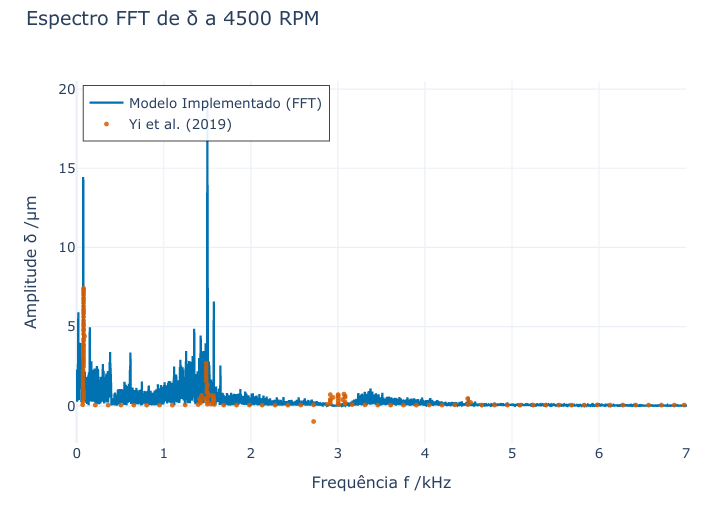 Espectro FFT de δ a 4500 RPM
Modelo Implementado (FFT)
Yi et al. (2019)
Amplitude δ /μm
20
15
10
5
0
0 1 2 3 4 5 6 7
Frequência f /kHz